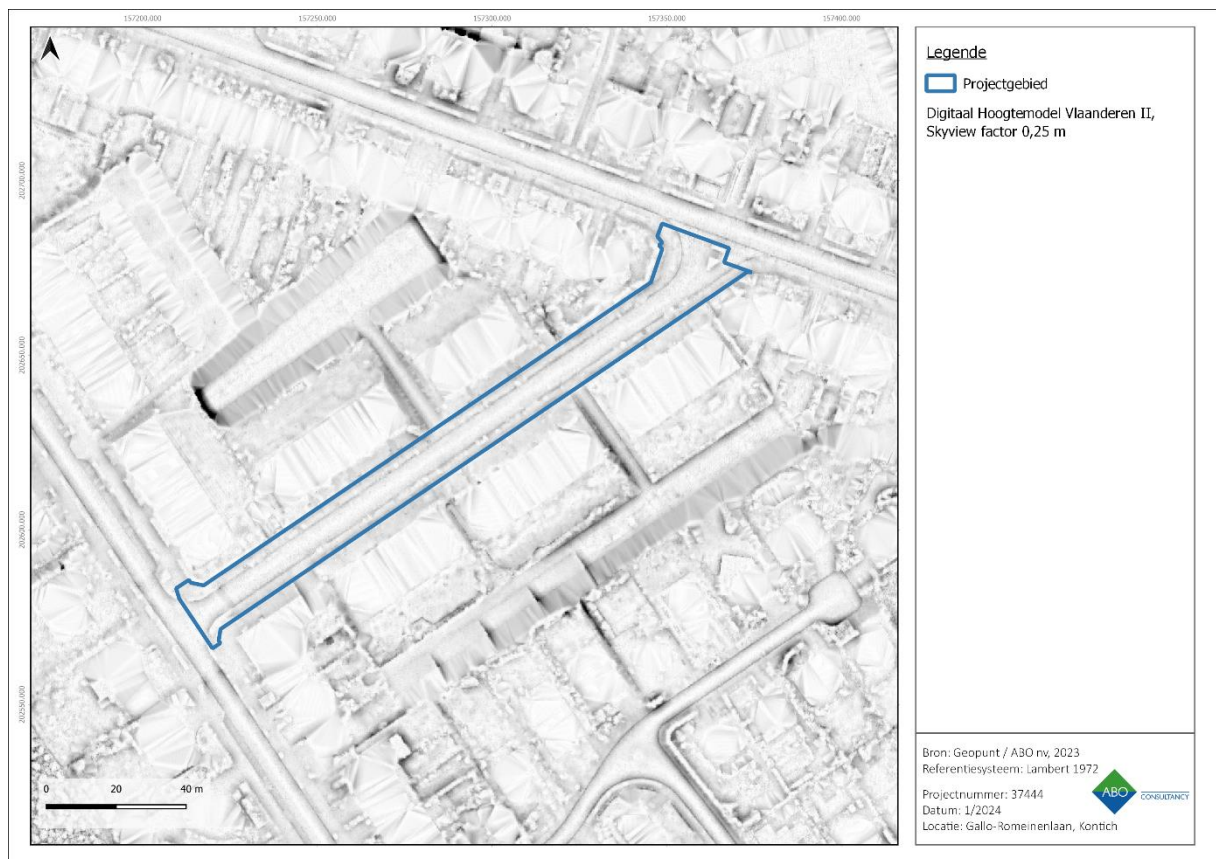 157200.000 157250.000 157300.000 157350.000 157400.000
202700.000
202650.000
202600.000
202550.000
0 20 40 m
Legende
Projectgebied
Digitaal Hoogtemodel Vlaanderen II,
Skyview factor 0,25 m
Bron: Geopunt / ABO nv, 2023
Referentiesysteem: Lambert 1972
Projectnummer: 37444
Datum: 1/2024
Locatie: Gallo-Romeinenlaan, Kontich
ABO
CONSULTANCY